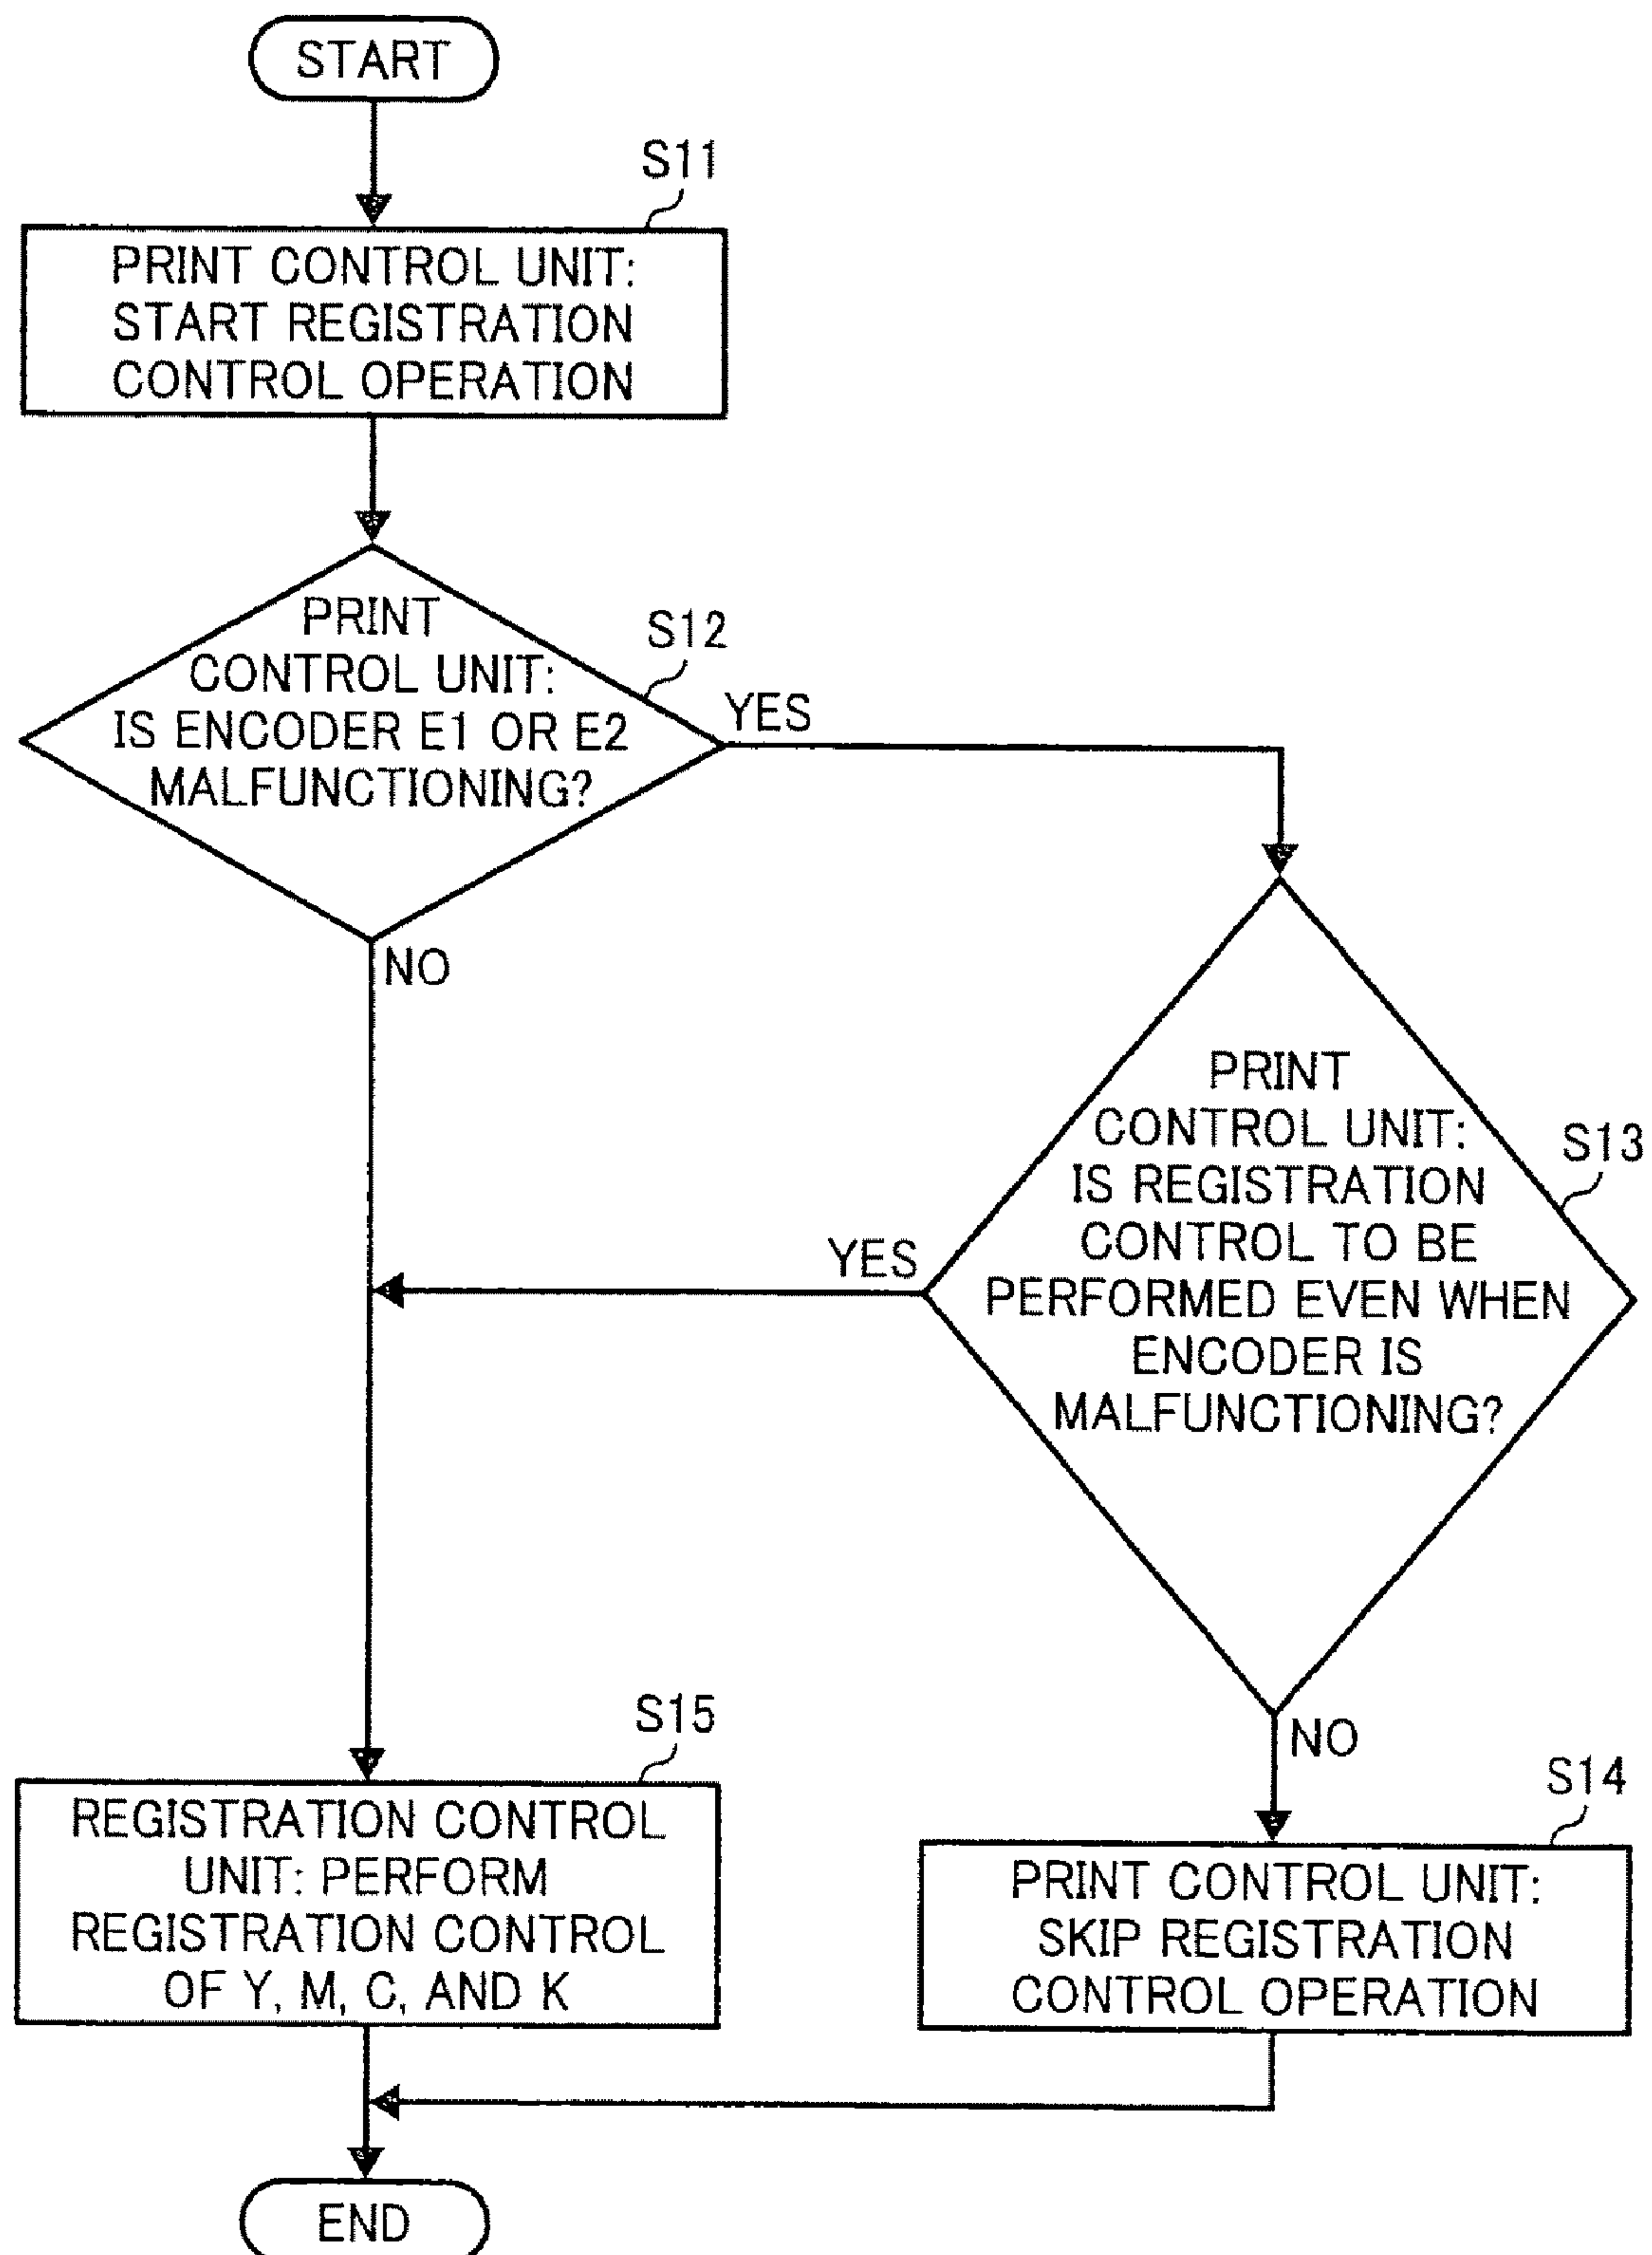 START
S11
PRINT CONTROL UNIT:
START REGISTRATION
CONTROL OPERATION
S12
PRINT
CONTROL UNIT:
IS ENCODER E1 OR E2
MALFUNCTIONING?
YES
NO
S13
PRINT
CONTROL UNIT:
IS REGISTRATION
CONTROL TO BE
PERFORMED EVEN WHEN
ENCODER IS
MALFUNCTIONING?
YES
NO
S15
REGISTRATION CONTROL
UNIT: PERFORM
REGISTRATION CONTROL
OF Y, M, C, AND K
S14
PRINT CONTROL UNIT:
SKIP REGISTRATION
CONTROL OPERATION
END